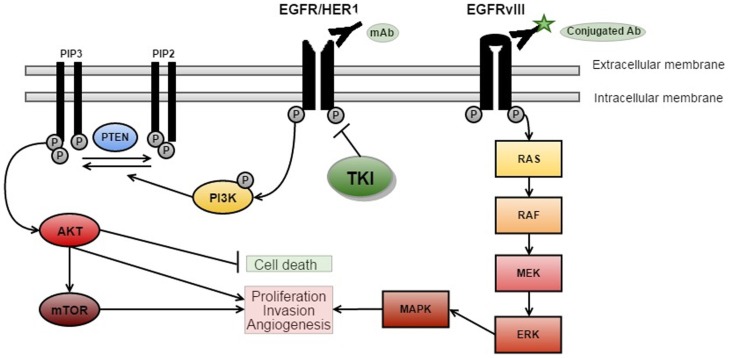 EGFR/HER1
EGFRvIII
mAb
Conjugated Ab
PIP3
PIP2
Extracellular membrane
Intracellular membrane
P
P
P
P
P
P
P
P
P
P
PTEN
RAS
PI3K
P
TKI
RAF
AKT
Cell death
MEK
mTOR
Proliferation
Invasion
Angiogenesis
MAPK
ERK